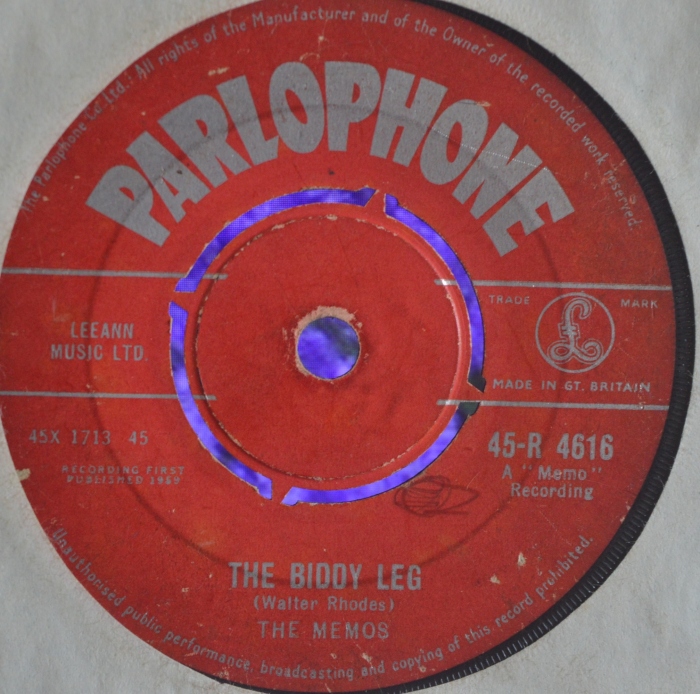 The Parlophone Co Ltd. All rights of the Manufacturer and of the Owner of the recorded work reserved.
PARLOPHONE
LEEANN
MUSIC LTD
TRADE MARK
£
MADE IN GT. BRITAIN
45X 1713 45
RECORDING FIRST
PUBLISHED 1959
45-R 4616
A "Memo"
Recording
THE BIDDY LEG
(Walter Rhodes)
THE MEMOS
Unauthorised public performance, broadcasting and copying of this record prohibited.